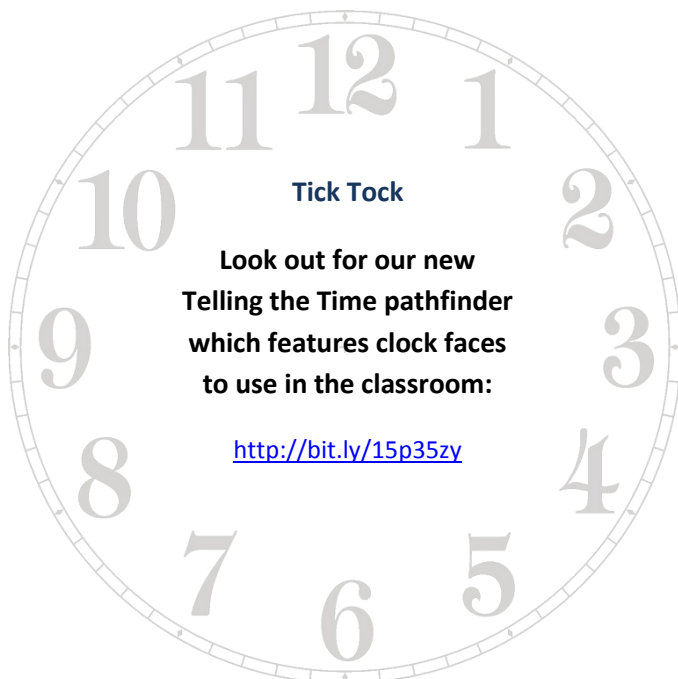 12
11 1
10 2
Tick Tock
Look out for our new
Telling the Time pathfinder
which features clock faces
9 3
to use in the classroom:
http://bit.ly/15p35zy
8 4
7 5
6